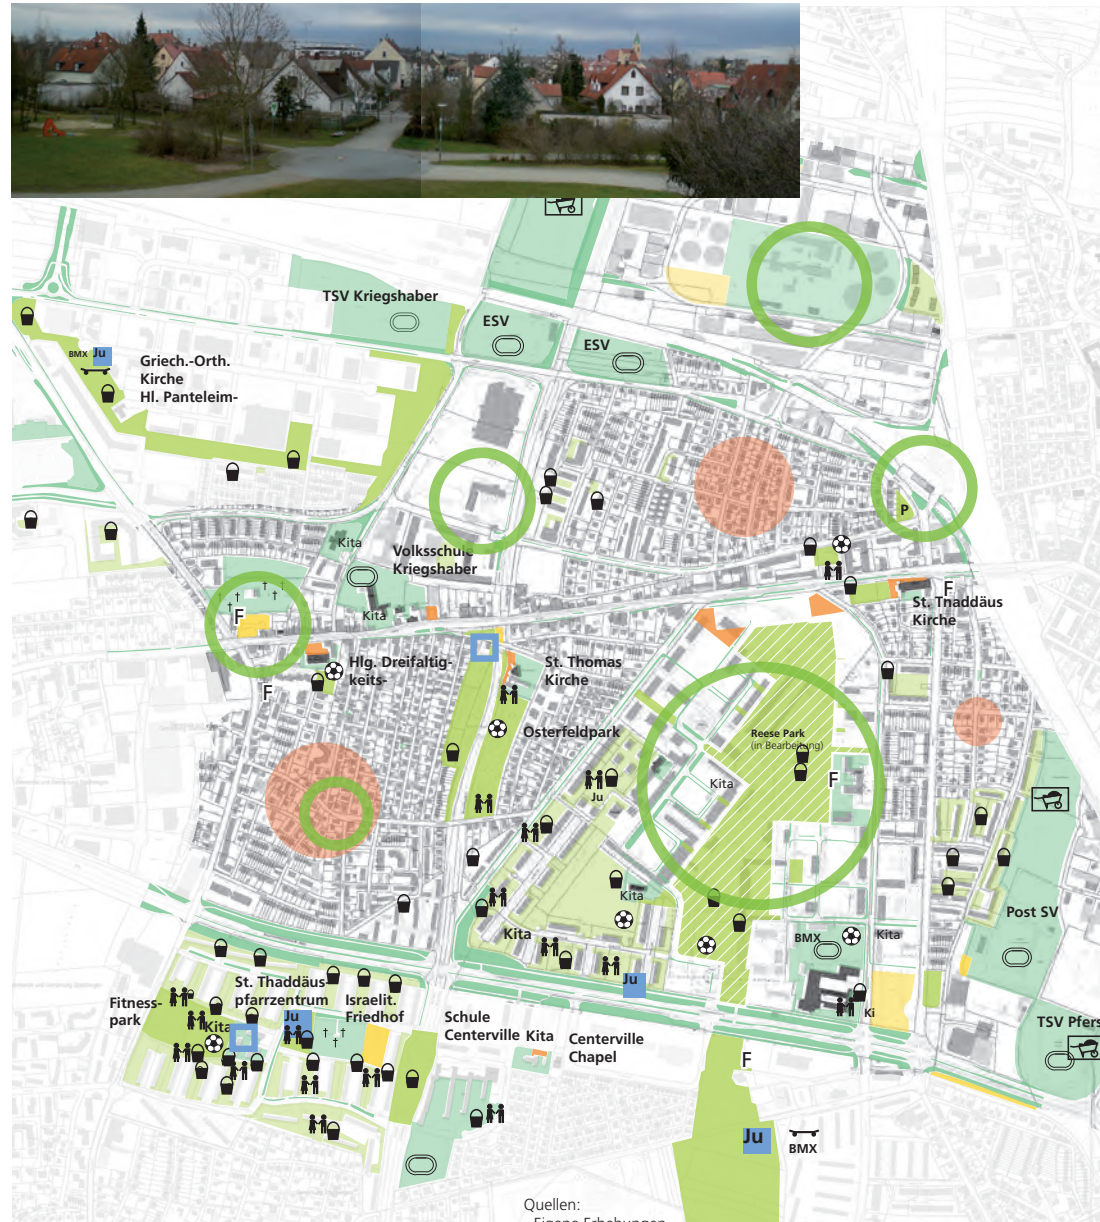 TSV Kriegshaber
ESV
ESV
BMX
Ju
Griech.-Orth.
Kirche
Hl. Panteleim-
P
Kita
Volksschule
Kriegshaber
Kita
F
F
St. Thaddäus
Kirche
Hlg. Dreifaltig-
keits-
F
St. Thomas
Kirche
Osterfeldpark
Reese Park
(in Bearbeitung)
Kita
F
Ju
Kita
Kita
Post SV
BMX
Kita
Ju
Ki
St. Thaddäus-
pfarrzentrum
Ju
Israelit.
Friedhof
Fitness-
park
Kita
Schule
Centerville
Kita
Centerville
Chapel
TSV Pfers
F
Ju
BMX
Quellen:
- Eigene Erhebungen